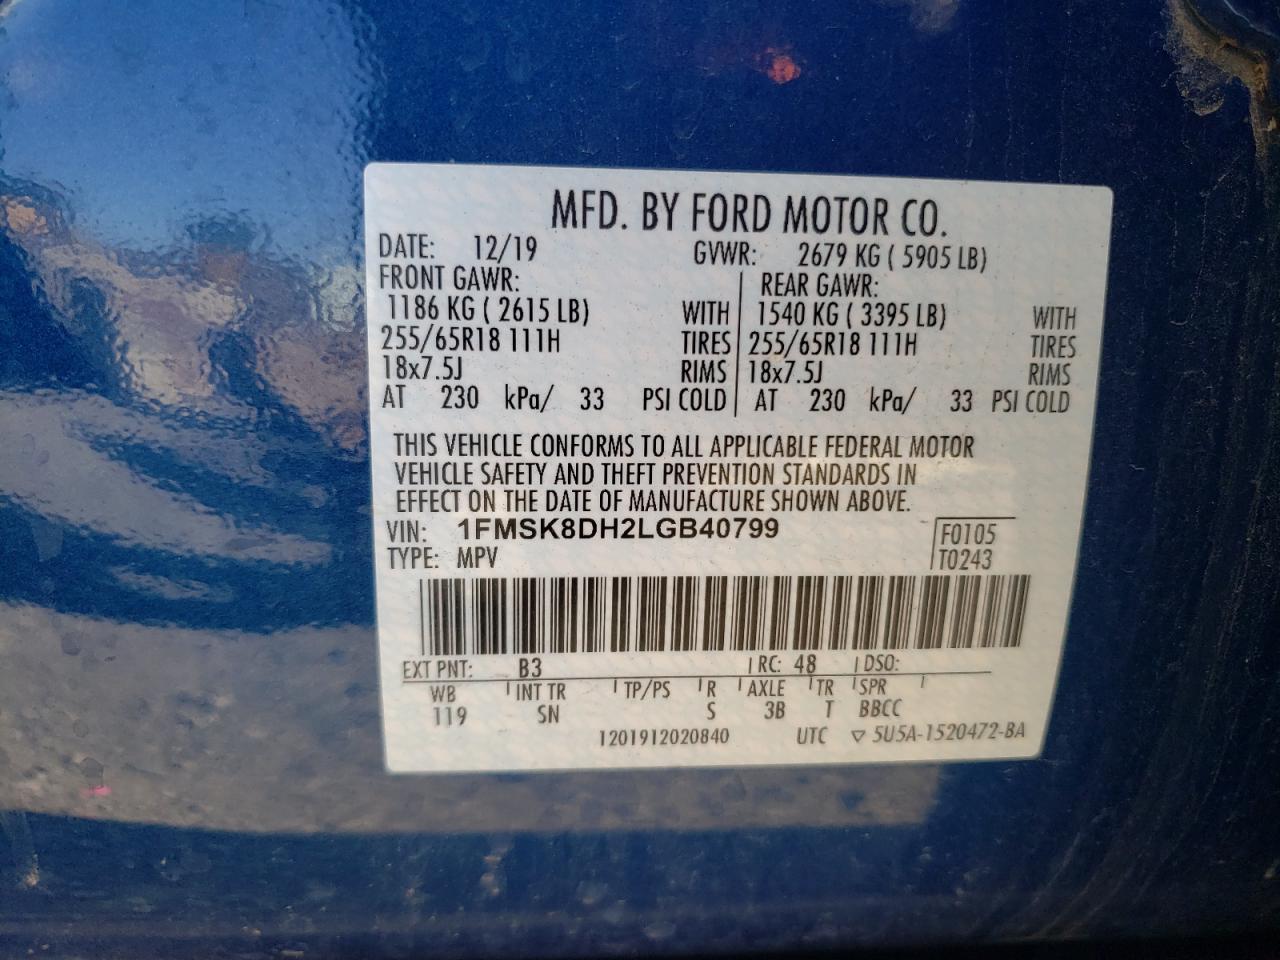 MFD. BY FORD MOTOR CO.
DATE: 12/19 GVWR: 2679 KG ( 5905 LB)
FRONT GAWR: REAR GAWR:
1186 KG ( 2615 LB) WITH 1540 KG ( 3395 LB) WITH
255/65R18 111H TIRES 255/65R18 111H TIRES
18x7.5J RIMS 18x7.5J RIMS
AT 230 kPa/ 33 PSI COLD AT 230 kPa/ 33 PSI COLD
THIS VEHICLE CONFORMS TO ALL APPLICABLE FEDERAL MOTOR
VEHICLE SAFETY AND THEFT PREVENTION STANDARDS IN
EFFECT ON THE DATE OF MANUFACTURE SHOWN ABOVE.
VIN: 1FMSK8DH2LGB40799 F0105
TYPE: MPV T0243
EXT PNT: B3 RC: 48 DSO:
WB INT TR TP/PS R AXLE TR SPR
119 SN S 3B T BBCC
1201912020840 UTC ▽ 5U5A-1520472-BA